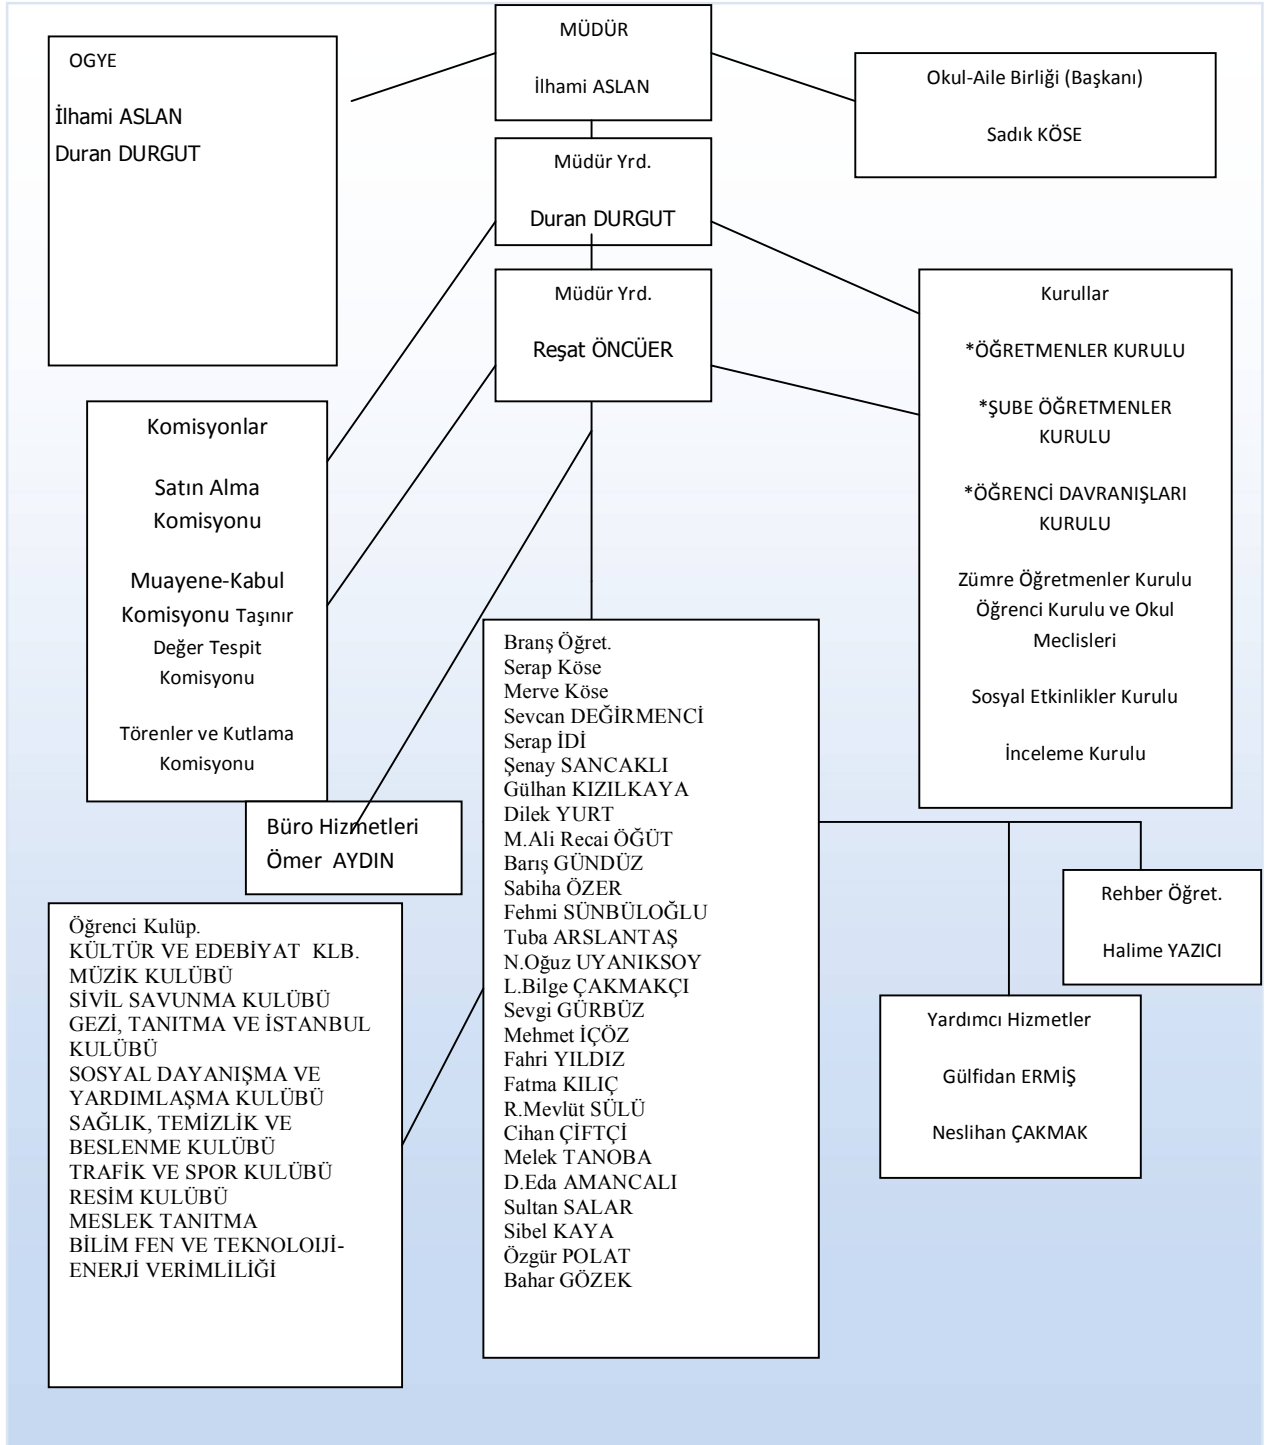 MÜDÜR
İlhami ASLAN
OGYE
İlhami ASLAN
Duran DURGUT
Okul-Aile Birliği (Başkanı)
Sadık KÖSE
Müdür Yrd.
Duran DURGUT
Müdür Yrd.
Reşat ÖNCÜER
Kurullar
*ÖĞRETMENLER KURULU
*ŞUBE ÖĞRETMENLER
KURULU
*ÖĞRENCİ DAVRANIŞLARI
KURULU
Zümre Öğretmenler Kurulu
Öğrenci Kurulu ve Okul
Meclisleri
Sosyal Etkinlikler Kurulu
İnceleme Kurulu
Komisyonlar
Satın Alma
Komisyonu
Muayene-Kabul
Komisyonu Taşınır
Değer Tespit
Komisyonu
Törenler ve Kutlama
Komisyonu
Büro Hizmetleri
Ömer  AYDIN
Branş Öğret.
Serap Köse
Merve Köse
Sevcan DEĞİRMENCİ
Serap İDİ
Şenay SANCAKLI
Gülhan KIZILKAYA
Dilek YURT
M.Ali Recai ÖĞÜT
Barış GÜNDÜZ
Sabiha ÖZER
Fehmi SÜNBÜLOĞLU
Tuba ARSLANTAŞ
N.Oğuz UYANIKSOY
L.Bilge ÇAKMAKÇI
Sevgi GÜRBÜZ
Mehmet İÇÖZ
Fahri YILDIZ
Fatma KILIÇ
R.Mevlüt SÜLÜ
Cihan ÇİFTÇİ
Melek TANOBA
D.Eda AMANCALI
Sultan SALAR
Sibel KAYA
Özgür POLAT
Bahar GÖZEK
Rehber Öğret.
Halime YAZICI
Yardımcı Hizmetler
Gülfidan ERMİŞ
Neslihan ÇAKMAK
Öğrenci Kulüp.
KÜLTÜR VE EDEBİYAT  KLB.
MÜZİK KULÜBÜ
SİVİL SAVUNMA KULÜBÜ
GEZİ, TANITMA VE İSTANBUL
KULÜBÜ
SOSYAL DAYANIŞMA VE
YARDIMLAŞMA KULÜBÜ
SAĞLIK, TEMİZLİK VE
BESLENME KULÜBÜ
TRAFİK VE SPOR KULÜBÜ
RESİM KULÜBÜ
MESLEK TANITMA
BİLİM FEN VE TEKNOLOIJİ-
ENERJİ VERİMLİLİĞİ